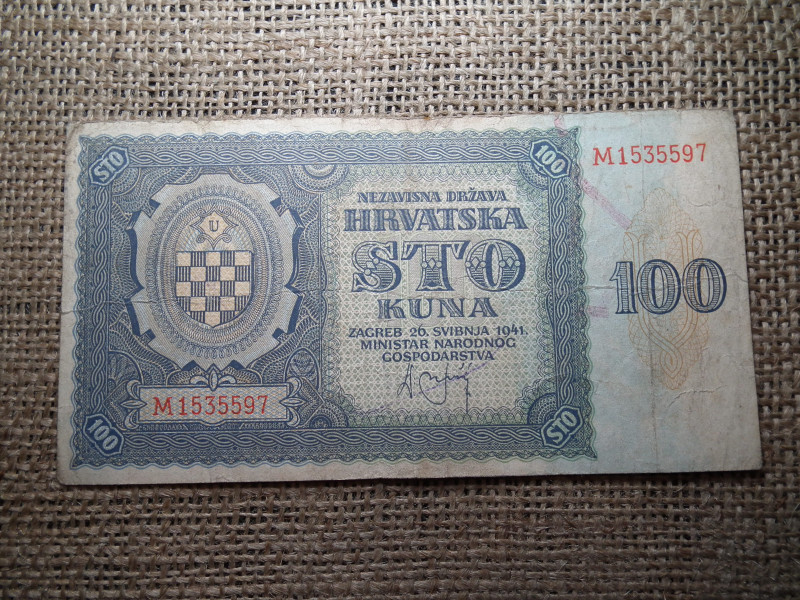 STO
100
M1535597
U
NEZAVISNA DRŽAVA
HRVATSKA
STO
KUNA
ZAGREB 26. SVIBNJA 1941.
MINISTAR NARODNOG
GOSPODARSTVA
100
M1535597
100
STO